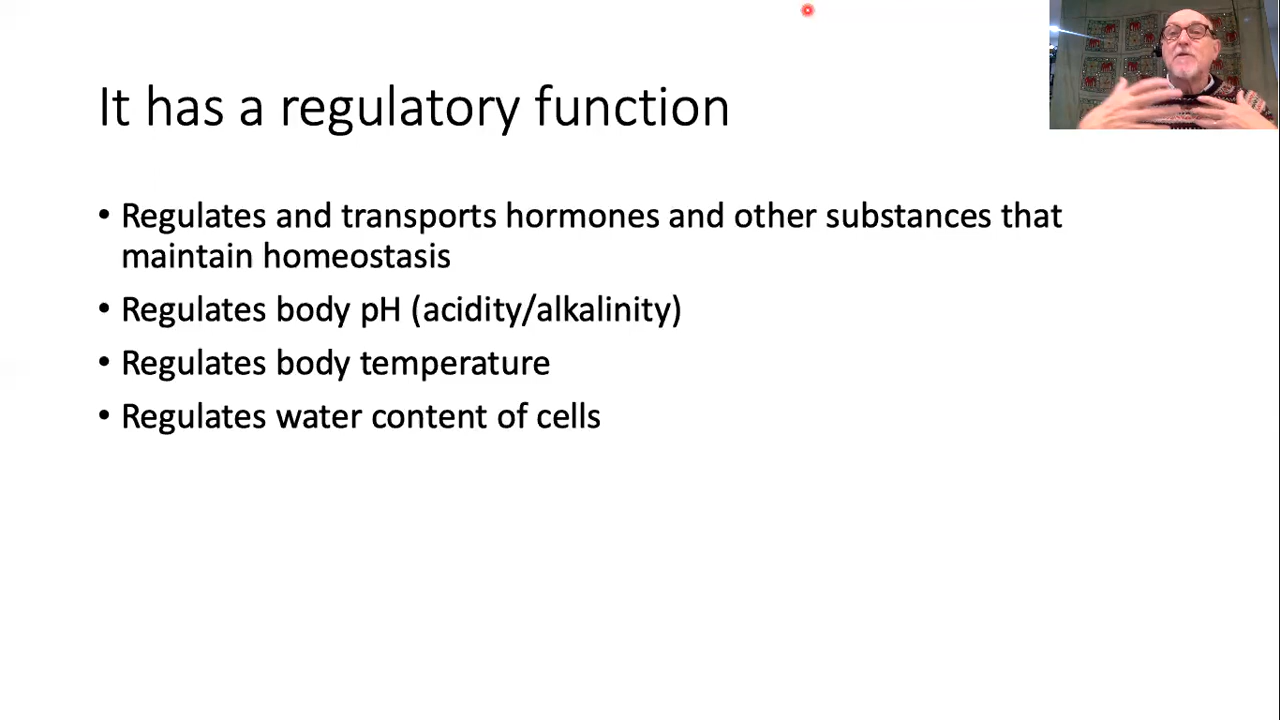 It has a regulatory function
• Regulates and transports hormones and other substances that
maintain homeostasis
• Regulates body pH (acidity/alkalinity)
• Regulates body temperature
• Regulates water content of cells